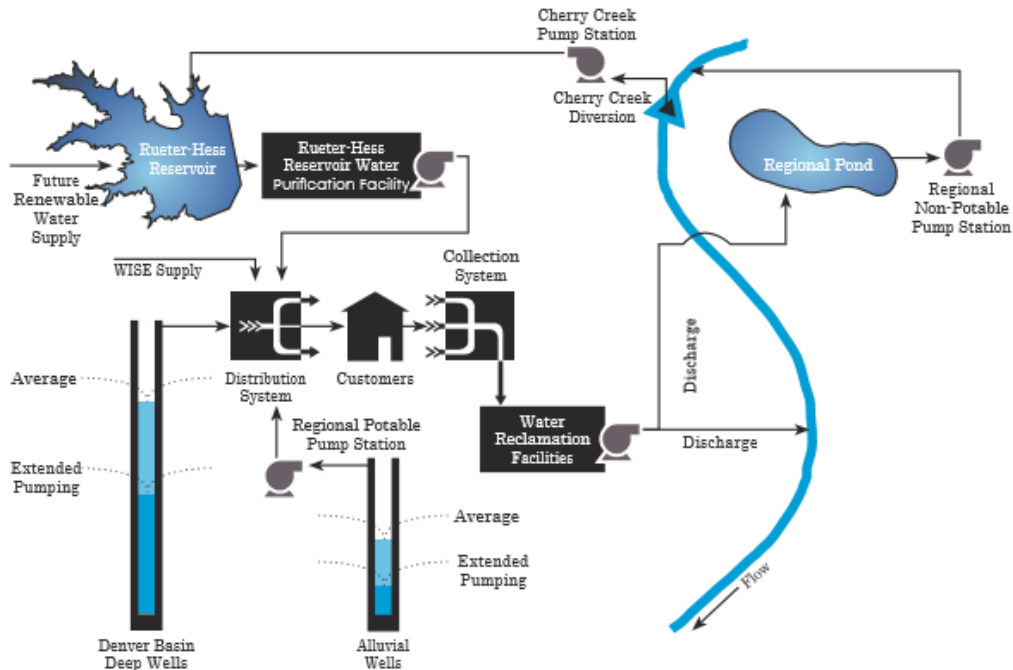 Cherry Creek
Pump Station
Cherry Creek
Diversion
Rueter-Hess
Reservoir
Rueter-Hess
Reservoir Water
Purification Facility
Regional Pond
Regional
Non-Potable
Pump Station
Future
Renewable
Water
Supply
WISE Supply
Collection
System
Distribution
System
Customers
Average
Extended
Pumping
Regional Potable
Pump Station
Water
Reclamation
Facilities
Discharge
Discharge
Average
Extended
Pumping
Flow
Denver Basin
Deep Wells
Alluvial
Wells